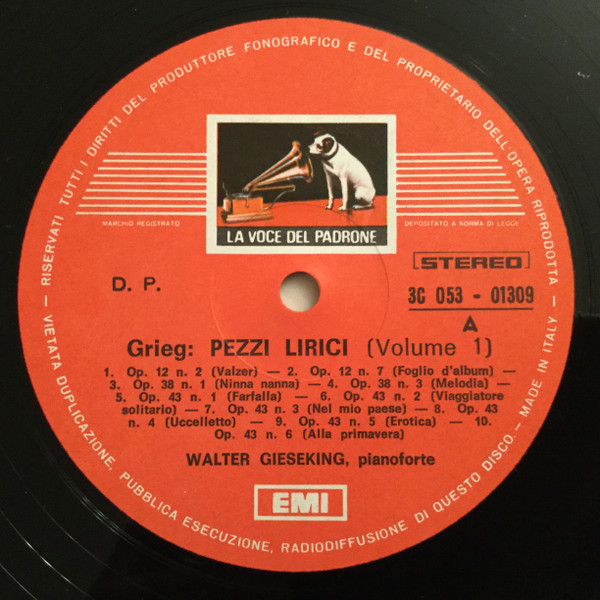 RISERVATI TUTTI I DIRITTI DEL PRODUTTORE FONOGRAFICO E DEL PROPRIETARIO DELL'OPERA RIPRODOTTA — MADE IN ITALY —
LA VOCE DEL PADRONE
MARCHIO REGISTRATO
DEPOSITATO A NORMA DI LEGGE
D. P.
STEREO
3C 053 - 01309
A
Grieg: PEZZI LIRICI (Volume 1)
1. Op. 12 n. 2 (Valzer) — 2. Op. 12 n. 7 (Foglio d'album) —
3. Op. 38 n. 1 (Ninna nanna) — 4. Op. 38 n. 3 (Melodia) —
5. Op. 43 n. 1 (Farfalla) — 6. Op. 43 n. 2 (Viaggiatore
solitario) — 7. Op. 43 n. 3 (Nel mio paese) — 8. Op. 43
n. 4 (Uccelletto) — 9. Op. 43 n. 5 (Erotica) — 10.
Op. 43 n. 6 (Alla primavera)
WALTER GIESEKING, pianoforte
EMI
— VIETATA DUPLICAZIONE, PUBBLICA ESECUZIONE, RADIODIFFUSIONE DI QUESTO DISCO. —